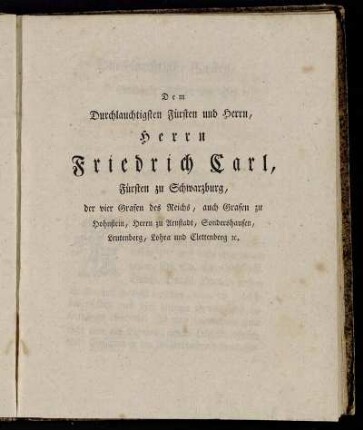 Dem
Durchlauchtigsten Fürsten und Herrn,
Herrn
Friedrich Carl,
Fürsten zu Schwarzburg,
der vier Grafen des Reichs, auch Grafen zu
Hohnstein, Herrn zu Arnstadt, Sondershausen,
Leutenberg, Lohra und Clettenberg ꝛc.